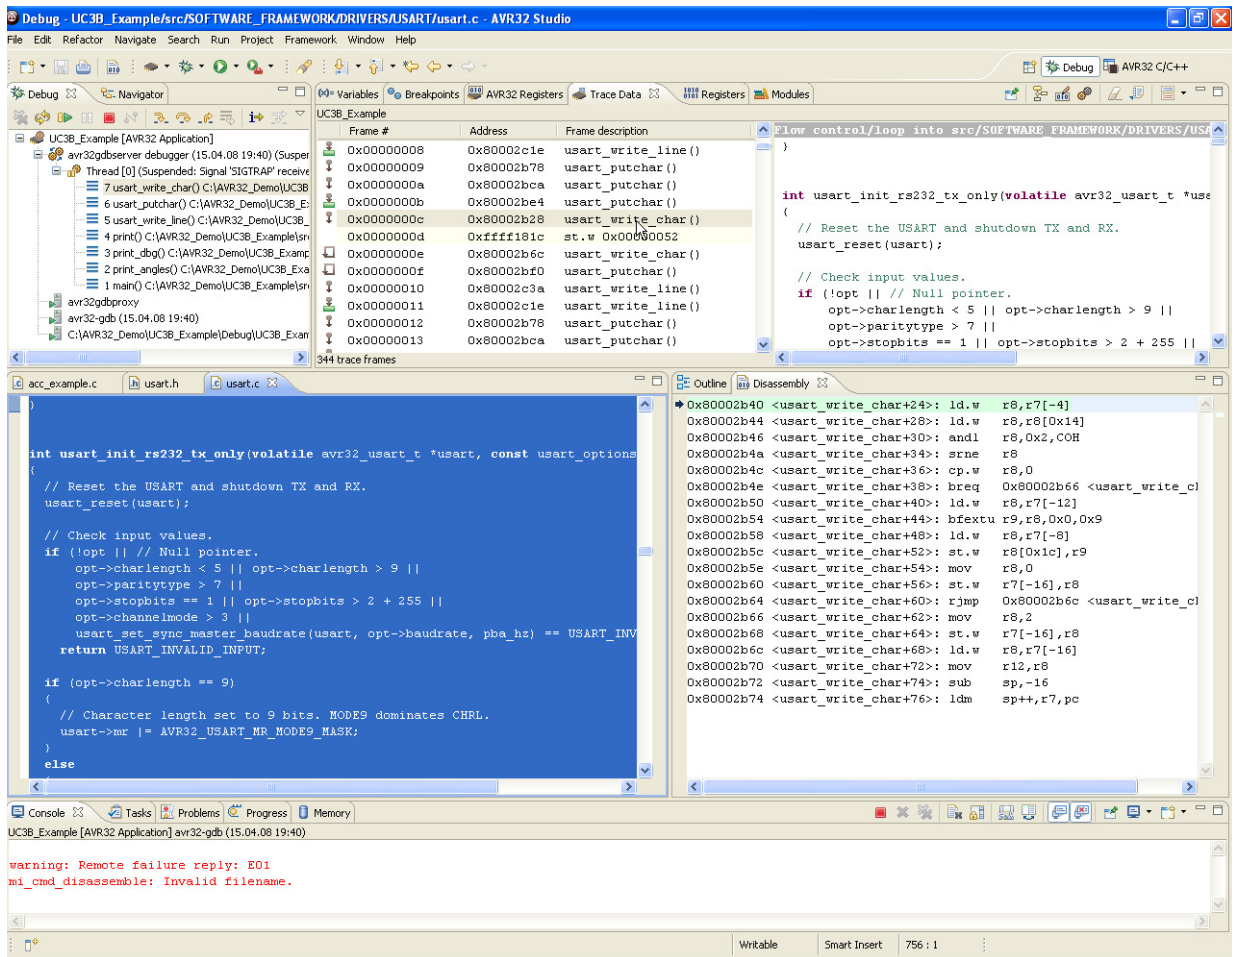 Debug - UC3B_Example/src/SOFTWARE_FRAMEWORK/DRIVERS/USART/usart.c - AVR32 Studio
File Edit Refactor Navigate Search Run Project Framework Window Help
Debug AVR32 C/C++
Debug Navigator
UC3B_Example [AVR32 Application]
avr32gdbserver debugger (15.04.08 19:40) (Susper
Thread [0] (Suspended: Signal 'SIGTRAP' receive
7 usart_write_char() C:\AVR32_Demo\UC3B
6 usart_putchar() C:\AVR32_Demo\UC3B_E:
5 usart_write_line() C:\AVR32_Demo\UC3B_
4 print() C:\AVR32_Demo\UC3B_Example\sr
3 print_dbg() C:\AVR32_Demo\UC3B_Examp
2 print_angles() C:\AVR32_Demo\UC3B_Exa
1 main() C:\AVR32_Demo\UC3B_Example\sr
avr32gdbproxy
avr32-gdb (15.04.08 19:40)
C:\AVR32_Demo\UC3B_Example\Debug\UC3B_Exam
(x)= Variables Breakpoints AVR32 Registers Trace Data Registers Modules
UC3B_Example
Frame # Address Frame description
0x00000008 0x80002c1e usart_write_line()
0x00000009 0x80002b78 usart_putchar()
0x0000000a 0x80002bca usart_putchar()
0x0000000b 0x80002be4 usart_putchar()
0x0000000c 0x80002b28 usart_write_char()
0x0000000d 0xffff181c st.w 0x00000052
0x0000000e 0x80002b6c usart_write_char()
0x0000000f 0x80002bf0 usart_putchar()
0x00000010 0x80002c3a usart_write_line()
0x00000011 0x80002c1e usart_write_line()
0x00000012 0x80002b78 usart_putchar()
0x00000013 0x80002bca usart_putchar()
344 trace frames
Flow control/loop into src/SOFTWARE_FRAMEWORK/DRIVERS/USA
}
int usart_init_rs232_tx_only(volatile avr32_usart_t *usa
{
// Reset the USART and shutdown TX and RX.
usart_reset(usart);
// Check input values.
if (!opt || // Null pointer.
opt->charlength < 5 || opt->charlength > 9 ||
opt->paritytype > 7 ||
opt->stopbits == 1 || opt->stopbits > 2 + 255 ||
acc_example.c usart.h usart.c
}
int usart_init_rs232_tx_only(volatile avr32_usart_t *usart, const usart_options
{
// Reset the USART and shutdown TX and RX.
usart_reset(usart);
// Check input values.
if (!opt || // Null pointer.
opt->charlength < 5 || opt->charlength > 9 ||
opt->paritytype > 7 ||
opt->stopbits == 1 || opt->stopbits > 2 + 255 ||
opt->channelmode > 3 ||
usart_set_sync_master_baudrate(usart, opt->baudrate, pba_hz) == USART_INV
return USART_INVALID_INPUT;
if (opt->charlength == 9)
{
// Character length set to 9 bits. MODE9 dominates CHRL.
usart->mr |= AVR32_USART_MR_MODE9_MASK;
}
else
Outline Disassembly
0x80002b40 <usart_write_char+24>: ld.w r8,r7[-4]
0x80002b44 <usart_write_char+28>: ld.w r8,r8[0x14]
0x80002b46 <usart_write_char+30>: andl r8,0x2,COH
0x80002b4a <usart_write_char+34>: srne r8
0x80002b4c <usart_write_char+36>: cp.w r8,0
0x80002b4e <usart_write_char+38>: breq 0x80002b66 <usart_write_cl
0x80002b50 <usart_write_char+40>: ld.w r8,r7[-12]
0x80002b54 <usart_write_char+44>: bfextu r9,r8,0x0,0x9
0x80002b58 <usart_write_char+48>: ld.w r8,r7[-8]
0x80002b5c <usart_write_char+52>: st.w r8[0x1c],r9
0x80002b5e <usart_write_char+54>: mov r8,0
0x80002b60 <usart_write_char+56>: st.w r7[-16],r8
0x80002b64 <usart_write_char+60>: rjmp 0x80002b6c <usart_write_cl
0x80002b66 <usart_write_char+62>: mov r8,2
0x80002b68 <usart_write_char+64>: st.w r7[-16],r8
0x80002b6c <usart_write_char+68>: ld.w r8,r7[-16]
0x80002b70 <usart_write_char+72>: mov r12,r8
0x80002b72 <usart_write_char+74>: sub sp,-16
0x80002b74 <usart_write_char+76>: ldm sp++,r7,pc
Console Tasks Problems Progress Memory
UC3B_Example [AVR32 Application] avr32-gdb (15.04.08 19:40)
warning: Remote failure reply: E01
mi_cmd_disassemble: Invalid filename.
Writable Smart Insert 756 : 1